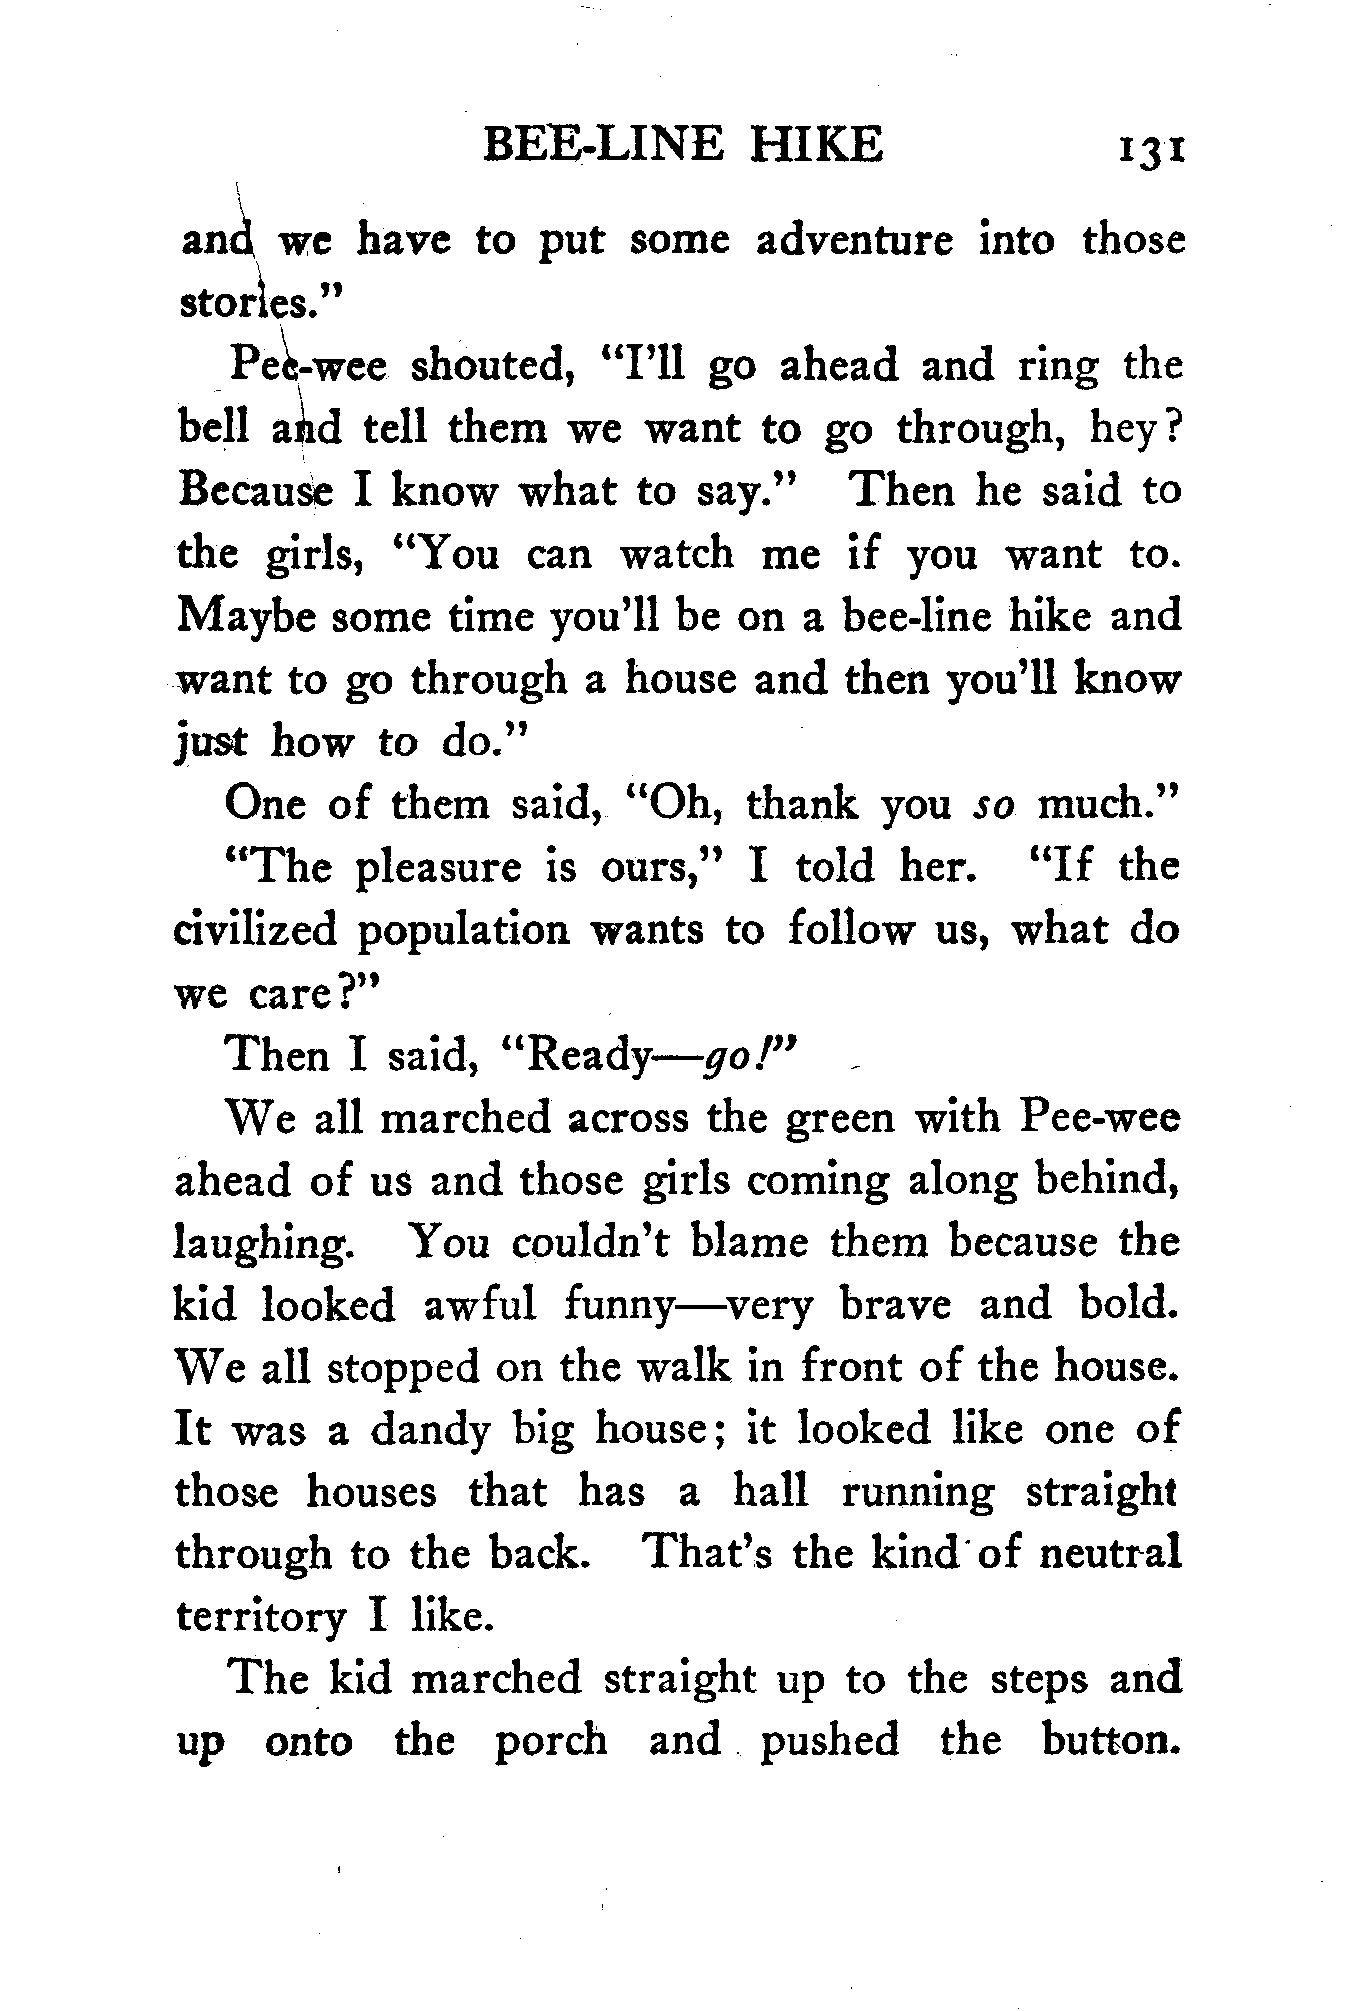 BEE-LINE HIKE 131
and we have to put some adventure into those
stories."
Pee-wee shouted, "I'll go ahead and ring the
bell and tell them we want to go through, hey?
Because I know what to say." Then he said to
the girls, "You can watch me if you want to.
Maybe some time you'll be on a bee-line hike and
want to go through a house and then you'll know
just how to do."
One of them said, "Oh, thank you so much."
"The pleasure is ours," I told her. "If the
civilized population wants to follow us, what do
we care?"
Then I said, "Ready—go!"
We all marched across the green with Pee-wee
ahead of us and those girls coming along behind,
laughing. You couldn't blame them because the
kid looked awful funny—very brave and bold.
We all stopped on the walk in front of the house.
It was a dandy big house; it looked like one of
those houses that has a hall running straight
through to the back. That's the kind of neutral
territory I like.
The kid marched straight up to the steps and
up onto the porch and pushed the button.